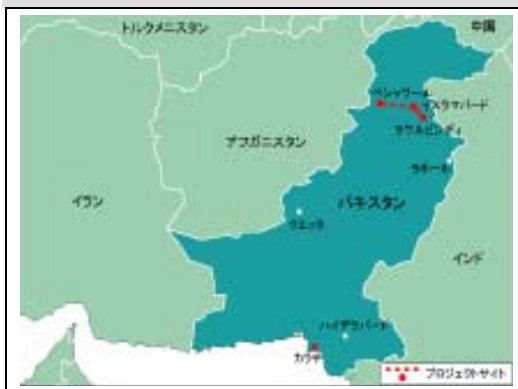 トルクメニスタン
中国
ペシャワール
イスラマバード
ラワルピンディ
アフガニスタン
ラホール
イラン
パキスタン
クエッタ
インド
ハイデラバード
カラチ
プロジェクトサイト